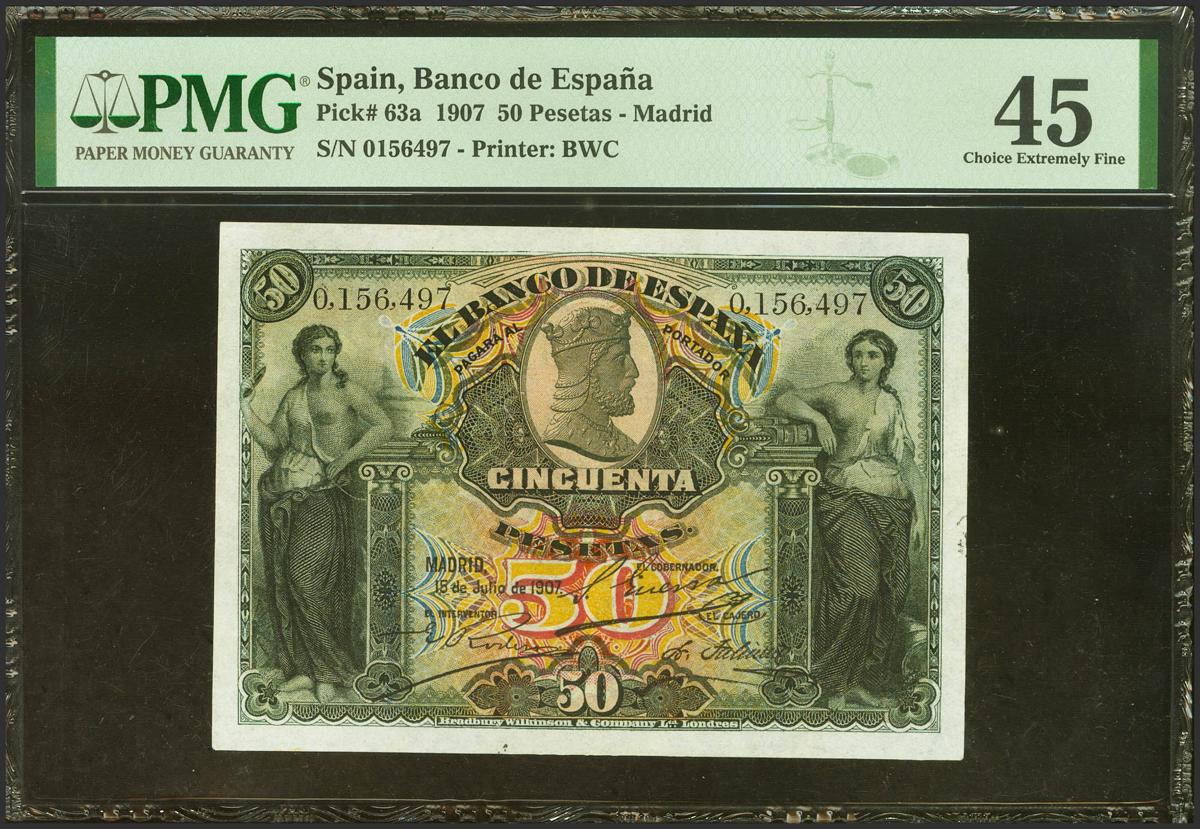 PMG®
PAPER MONEY GUARANTY
Spain, Banco de España
Pick# 63a 1907 50 Pesetas - Madrid
S/N 0156497 - Printer: BWC
45
Choice Extremely Fine
50
50
0,156,497
0,156,497
EL BANCO DE ESPAÑA
PAGARÁ AL PORTADOR
CINCUENTA
PESETAS.
MADRID,
15 de Julio de 1907.
EL GOBERNADOR,
50
EL INTERVENTOR
EL CAJERO,
50
Bradbury Wilkinson & Company Ld. Londres